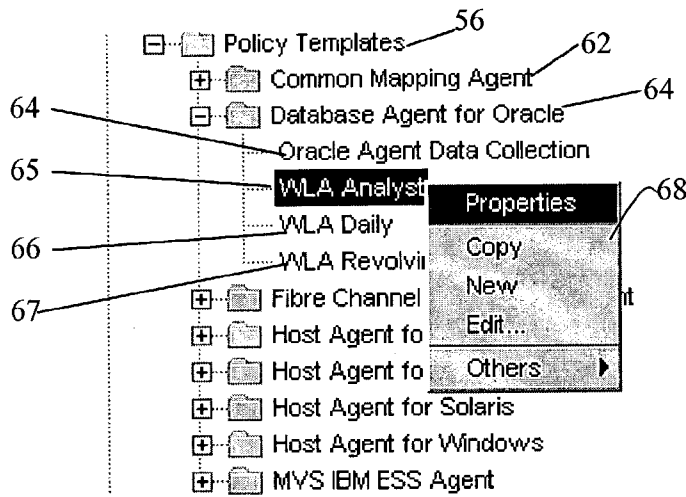 Policy Templates 56
Common Mapping Agent 62
Database Agent for Oracle 64
64 Oracle Agent Data Collection
65 WLA Analyst
Properties 68
66 WLA Daily
Copy
67 WLA Revolvin
New
Fibre Channel nt
Edit...
Host Agent fo
Host Agent fo
Others
Host Agent for Solaris
Host Agent for Windows
MVS IBM ESS Agent